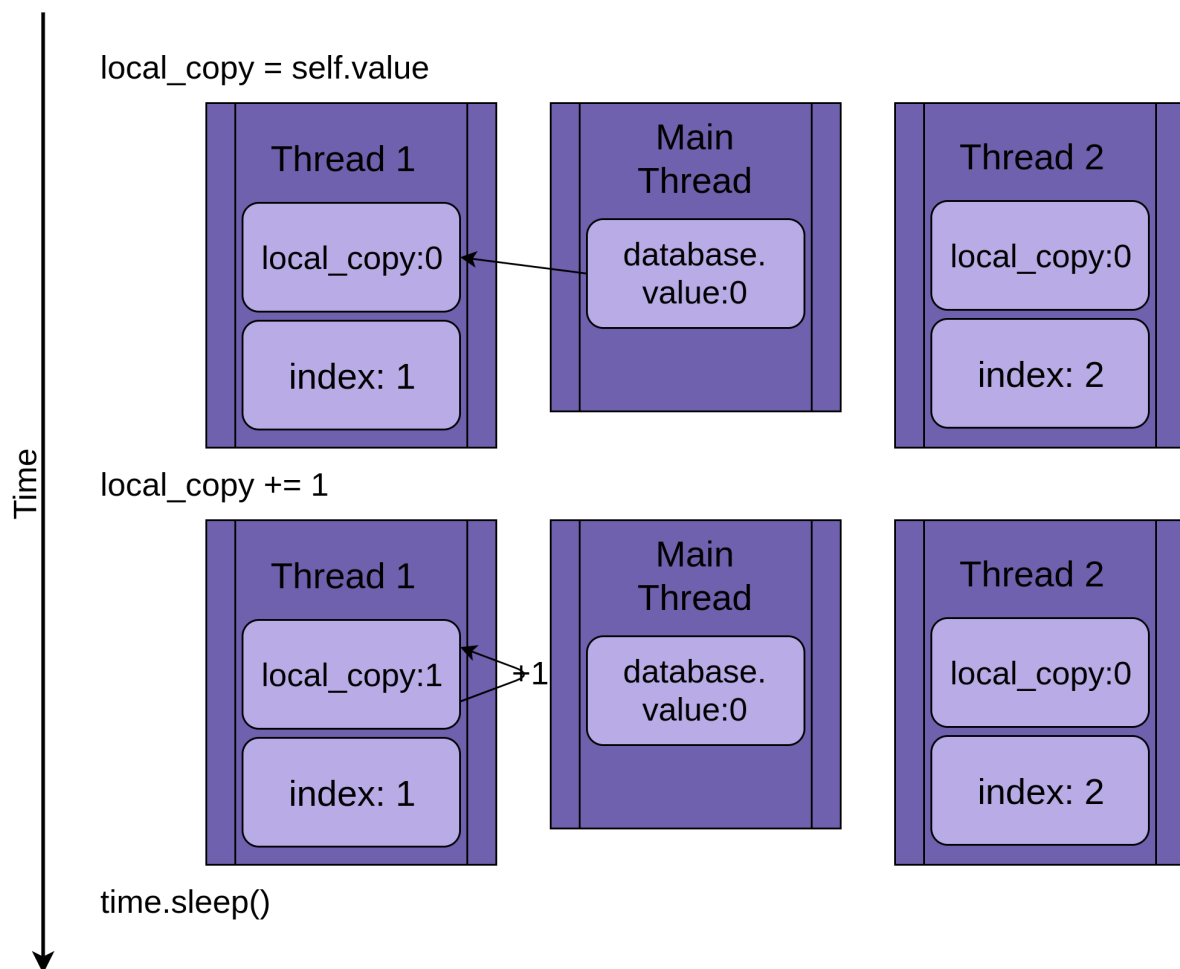 local_copy = self.value
Thread 1
Main
Thread
Thread 2
local_copy:0
database.
value:0
local_copy:0
index: 1
index: 2
Time
local_copy += 1
Thread 1
Main
Thread
Thread 2
local_copy:1
+1
database.
value:0
local_copy:0
index: 1
index: 2
time.sleep()